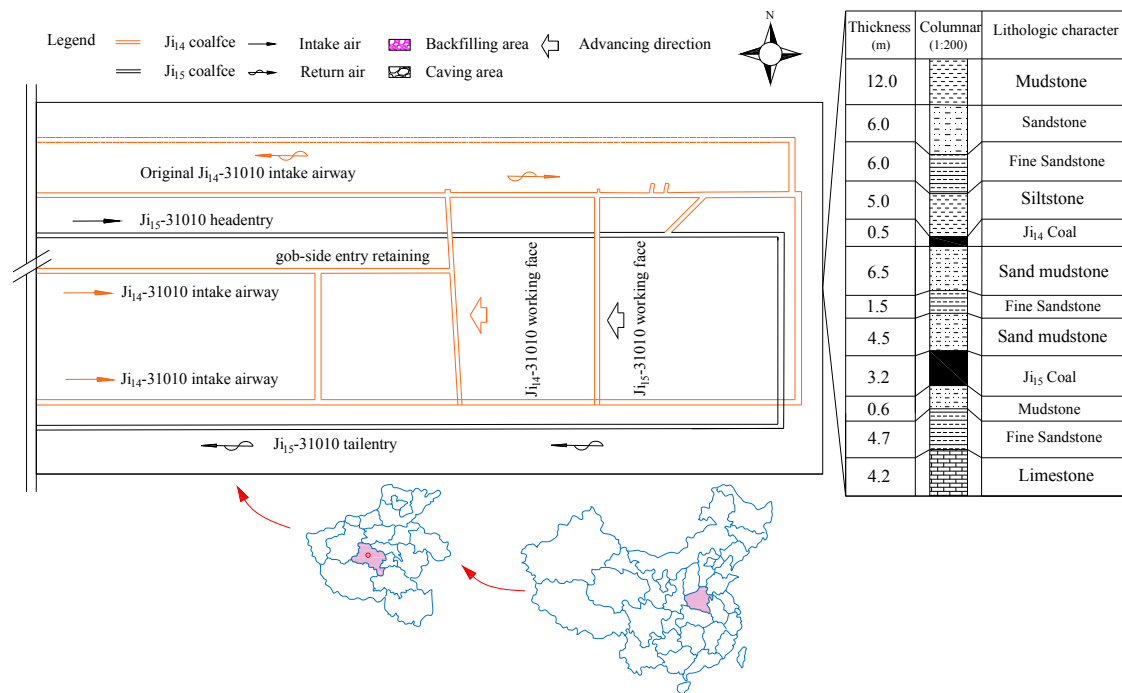 Legend
Ji14 coalfce
Intake air
Backfilling area
Advancing direction
Ji15 coalfce
Return air
Caving area
N
Original Ji14-31010 intake airway
Ji15-31010 headentry
gob-side entry retaining
Ji14-31010 intake airway
Ji14-31010 intake airway
Ji14-31010 working face
Ji15-31010 working face
Ji15-31010 tailentry
Thickness (m) Columnar (1:200) Lithologic character
12.0 Mudstone
6.0 Sandstone
6.0 Fine Sandstone
5.0 Siltstone
0.5 Ji14 Coal
6.5 Sand mudstone
1.5 Fine Sandstone
4.5 Sand mudstone
3.2 Ji15 Coal
0.6 Mudstone
4.7 Fine Sandstone
4.2 Limestone